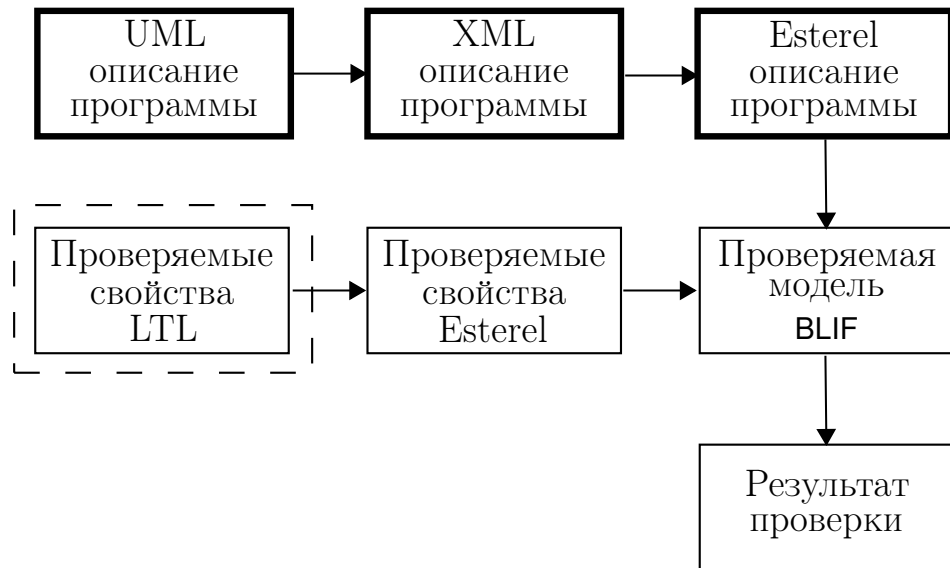 UML
описание
программы
XML
описание
программы
Esterel
описание
программы
Проверяемые
свойства
LTL
Проверяемые
свойства
Esterel
Проверяемая
модель
BLIF
Результат
проверки